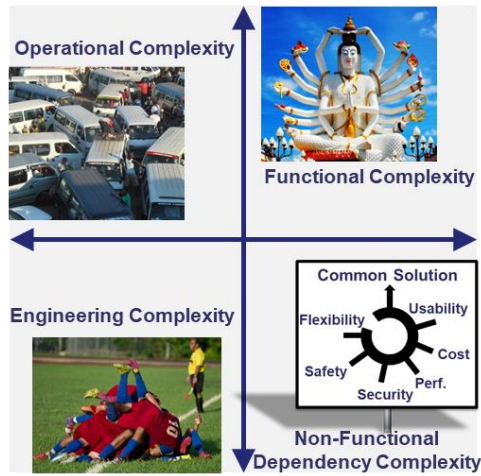 Operational Complexity
Functional Complexity
Engineering Complexity
Common Solution
Usability
Flexibility
Cost
Safety
Perf.
Security
Non-Functional
Dependency Complexity